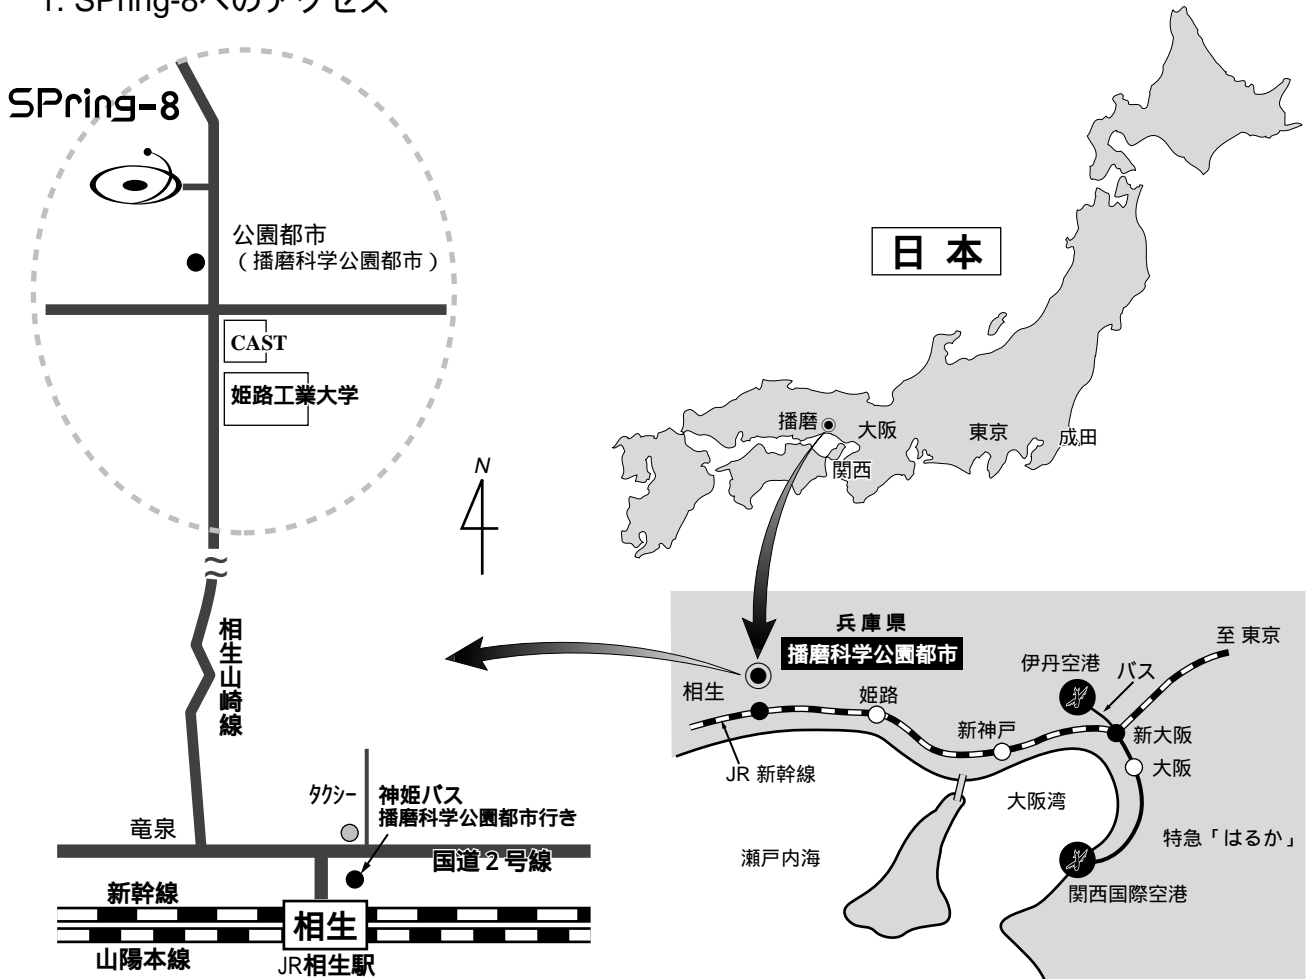 1. SPring-8へのアクセス
SPring-8
公園都市
（播磨科学公園都市）
CAST
姫路工業大学
N
相生山崎線
ﾀｸｼｰ
神姫バス
播磨科学公園都市行き
竜泉
国道２号線
新幹線
相生
山陽本線
JR相生駅
日本
播磨
大阪
東京
成田
関西
兵庫県
播磨科学公園都市
至 東京
伊丹空港
バス
相生
姫路
新神戸
新大阪
JR 新幹線
大阪
大阪湾
特急「はるか」
瀬戸内海
関西国際空港